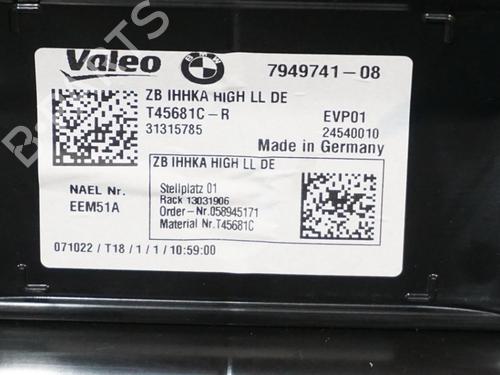 Valeo BMW 7949741-08
ZB IHHKA HIGH LL DE
T45681C-R EVP01
31315785 24540010
Made in Germany
ZB IHHKA HIGH LL DE
NAEL Nr.
EEM51A
Stellplatz 01
Rack 13031906
Order-Nr.058945171
Material Nr.T45681C
071022 / T18 / 1 / 1 / 10:59:00